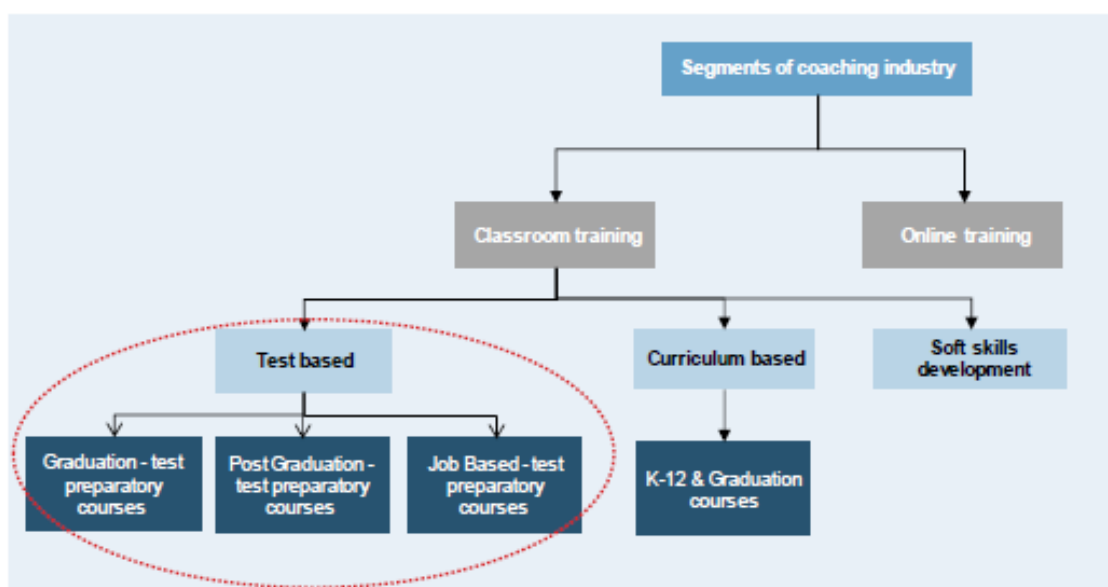 Segments of coaching industry
Classroom training
Online training
Test based
Curriculum based
Soft skills
development
Graduation - test
preparatory
courses
Post Graduation -
test preparatory
courses
Job Based - test
preparatory
courses
K-12 & Graduation
courses